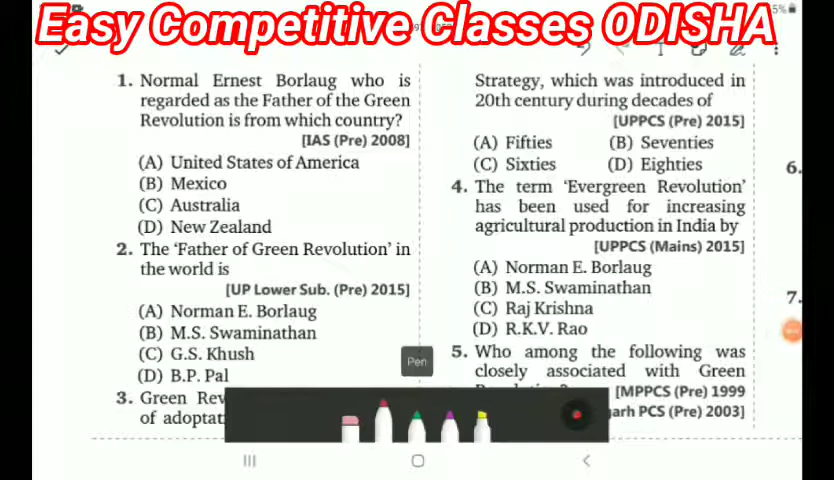 Easy Competitive Classes ODISHA
5%
1. Normal Ernest Borlaug who is
regarded as the Father of the Green
Revolution is from which country?
[IAS (Pre) 2008]
(A) United States of America
(B) Mexico
(C) Australia
(D) New Zealand
2. The ‘Father of Green Revolution’ in
the world is
[UP Lower Sub. (Pre) 2015]
(A) Norman E. Borlaug
(B) M.S. Swaminathan
(C) G.S. Khush
(D) B.P. Pal
3. Green Rev
of adoptat
Strategy, which was introduced in
20th century during decades of
[UPPCS (Pre) 2015]
(A) Fifties (B) Seventies
(C) Sixties (D) Eighties
4. The term ‘Evergreen Revolution’
has been used for increasing
agricultural production in India by
[UPPCS (Mains) 2015]
(A) Norman E. Borlaug
(B) M.S. Swaminathan
(C) Raj Krishna
(D) R.K.V. Rao
5. Who among the following was
closely associated with Green
[MPPCS (Pre) 1999
arh PCS (Pre) 2003]
6.
7.
Pen